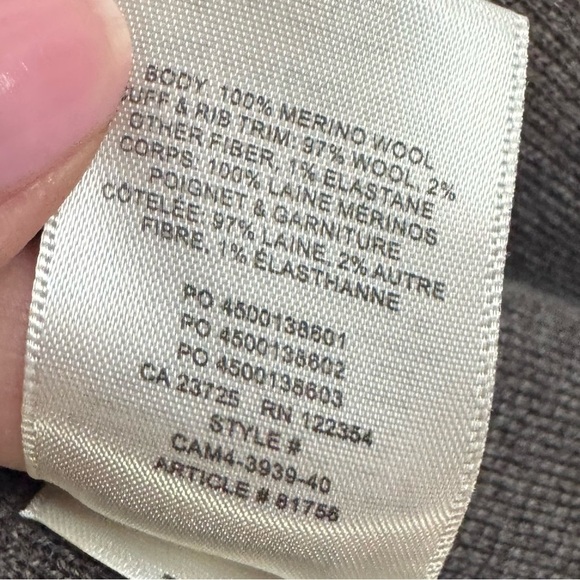 BODY 100% MERINO WOOL,
CUFF & RIB TRIM: 97% WOOL, 2%
OTHER FIBER, 1% ELASTANE
CORPS: 100% LAINE MÉRINOS
POIGNET & GARNITURE
CÔTELÉE, 97% LAINE, 2% AUTRE
FIBRE, 1% ÉLASTHANNE
PO 4500138601
PO 4500138602
PO 4500138603
CA 23725 RN 122354
STYLE #
CAM4-3939-40
ARTICLE # 81756